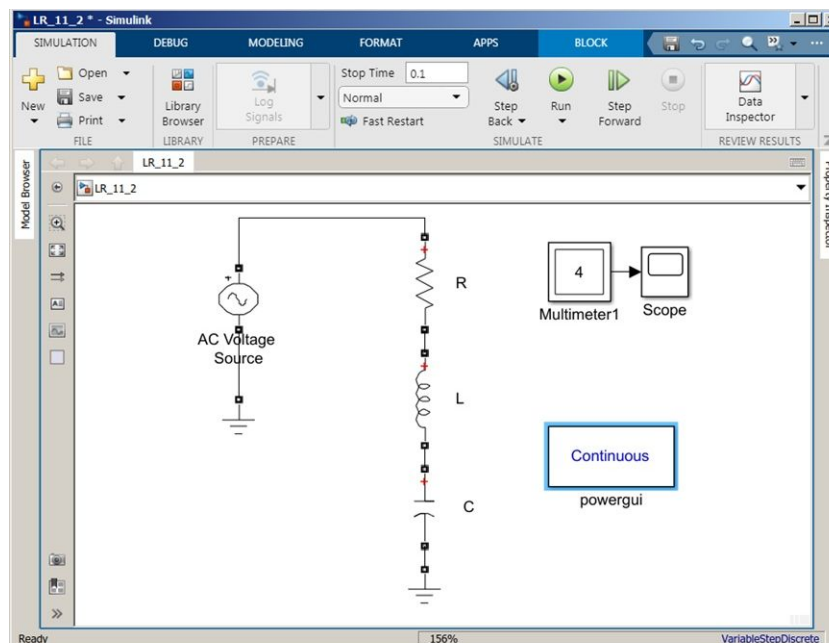 LR_11_2 * - Simulink
SIMULATION DEBUG MODELING FORMAT APPS BLOCK
New
Open
Save
Print
FILE
Library
Browser
LIBRARY
Log
Signals
PREPARE
Stop Time 0.1
Normal
Fast Restart
Step
Back
Run
Step
Forward
Stop
SIMULATE
Data
Inspector
REVIEW RESULTS
LR_11_2
LR_11_2
Model Browser
AC Voltage
Source
R
L
C
4
Multimeter1
Scope
Continuous
powergui
Ready 156% VariableStepDiscrete